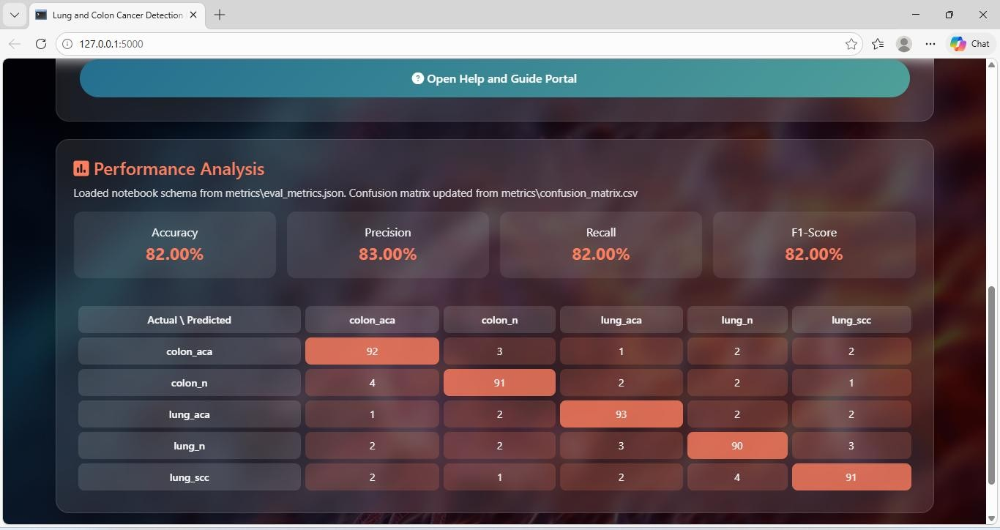 Lung and Colon Cancer Detection
127.0.0.1:5000
Chat
Open Help and Guide Portal
Performance Analysis
Loaded notebook schema from metrics\eval_metrics.json. Confusion matrix updated from metrics\confusion_matrix.csv
Accuracy Precision Recall F1-Score
82.00% 83.00% 82.00% 82.00%
Actual \ Predicted colon_aca colon_n lung_aca lung_n lung_scc
colon_aca 92 3 1 2 2
colon_n 4 91 2 2 1
lung_aca 1 2 93 2 2
lung_n 2 2 3 90 3
lung_scc 2 1 2 4 91